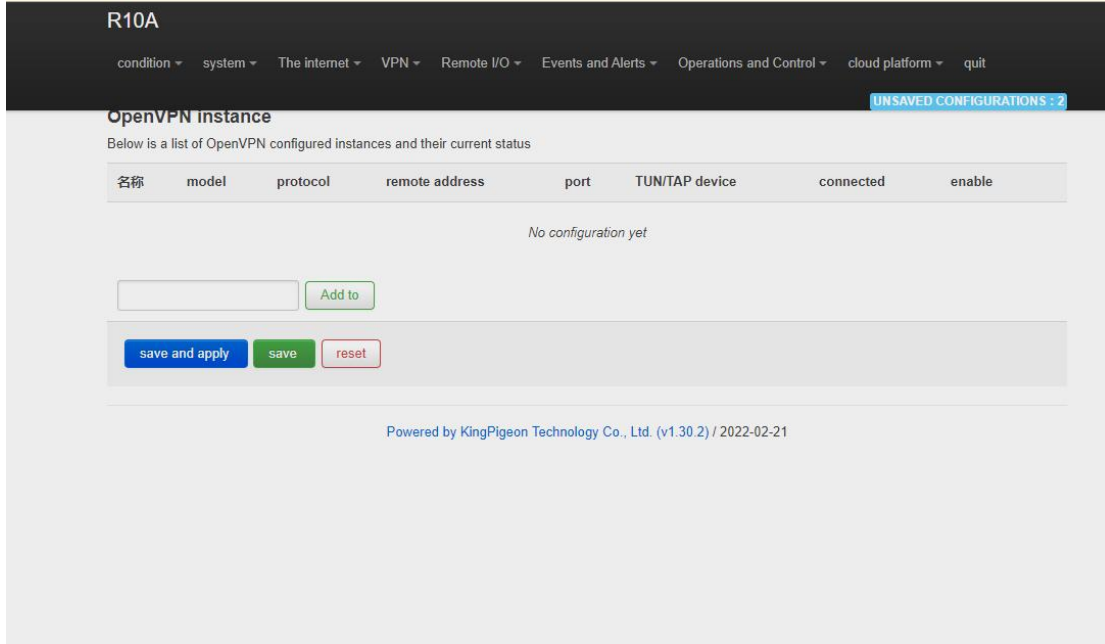 R10A
condition system The internet VPN Remote I/O Events and Alerts Operations and Control cloud platform quit
UNSAVED CONFIGURATIONS : 2
OpenVPN instance
Below is a list of OpenVPN configured instances and their current status
名称 model protocol remote address port TUN/TAP device connected enable
No configuration yet
Add to
save and apply save reset
Powered by KingPigeon Technology Co., Ltd. (v1.30.2) / 2022-02-21